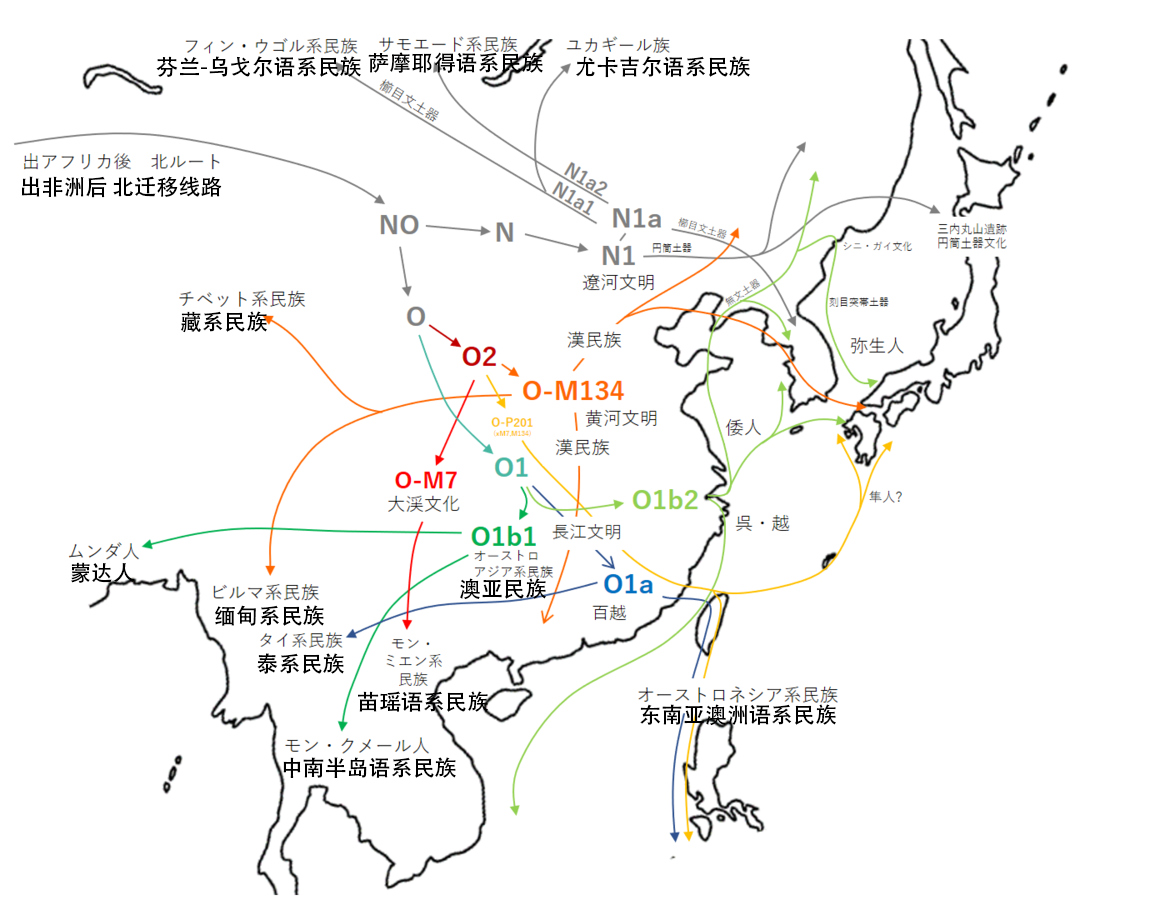 フィン・ウゴル系民族
芬兰-乌戈尔语系民族
サモエード系民族
萨摩耶得语系民族
ユカギール族
尤卡吉尔语系民族
櫛目文土器
出アフリカ後　北ルート
出非洲后 北迁移线路
N1a2
N1a1
NO
N
N1a
櫛目文土器
N1
円筒土器
遼河文明
三内丸山遺跡
円筒土器文化
シニ・ガイ文化
無文土器
刻目突帯土器
チベット系民族
藏系民族
O
O2
漢民族
弥生人
O-M134
黄河文明
O-P201
(xM7,M134)
漢民族
倭人
O1
O-M7
大渓文化
O1b2
隼人?
呉・越
O1b1
長江文明
オーストロ
アジア系民族
澳亚民族
O1a
百越
ムンダ人
蒙达人
ビルマ系民族
缅甸系民族
タイ系民族
泰系民族
モン・
ミエン系
民族
苗瑶语系民族
オーストロネシア系民族
东南亚澳洲语系民族
モン・クメール人
中南半岛语系民族